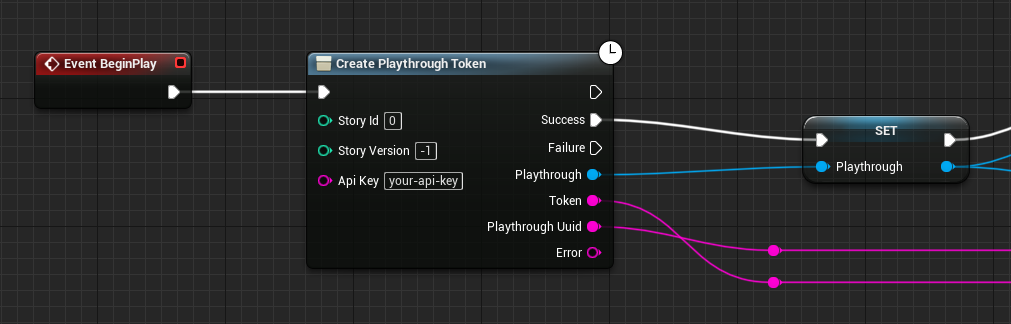 Event BeginPlay
Create Playthrough Token
Story Id 0
Success
Story Version -1
Failure
Api Key your-api-key
Playthrough
Token
Playthrough Uuid
Error
SET
Playthrough